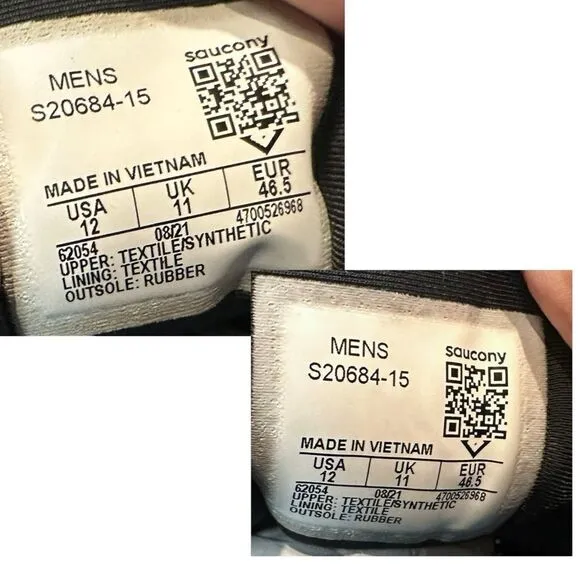 saucony
MENS
S20684-15
MADE IN VIETNAM
USA UK EUR
12 11 46.5
62054 08/21 4700526968
UPPER: TEXTILE/SYNTHETIC
LINING: TEXTILE
OUTSOLE: RUBBER
MENS saucony
S20684-15
MADE IN VIETNAM
USA UK EUR
12 11 46.5
62054 08/21 4700526968
UPPER: TEXTILE/SYNTHETIC
LINING: TEXTILE
OUTSOLE: RUBBER